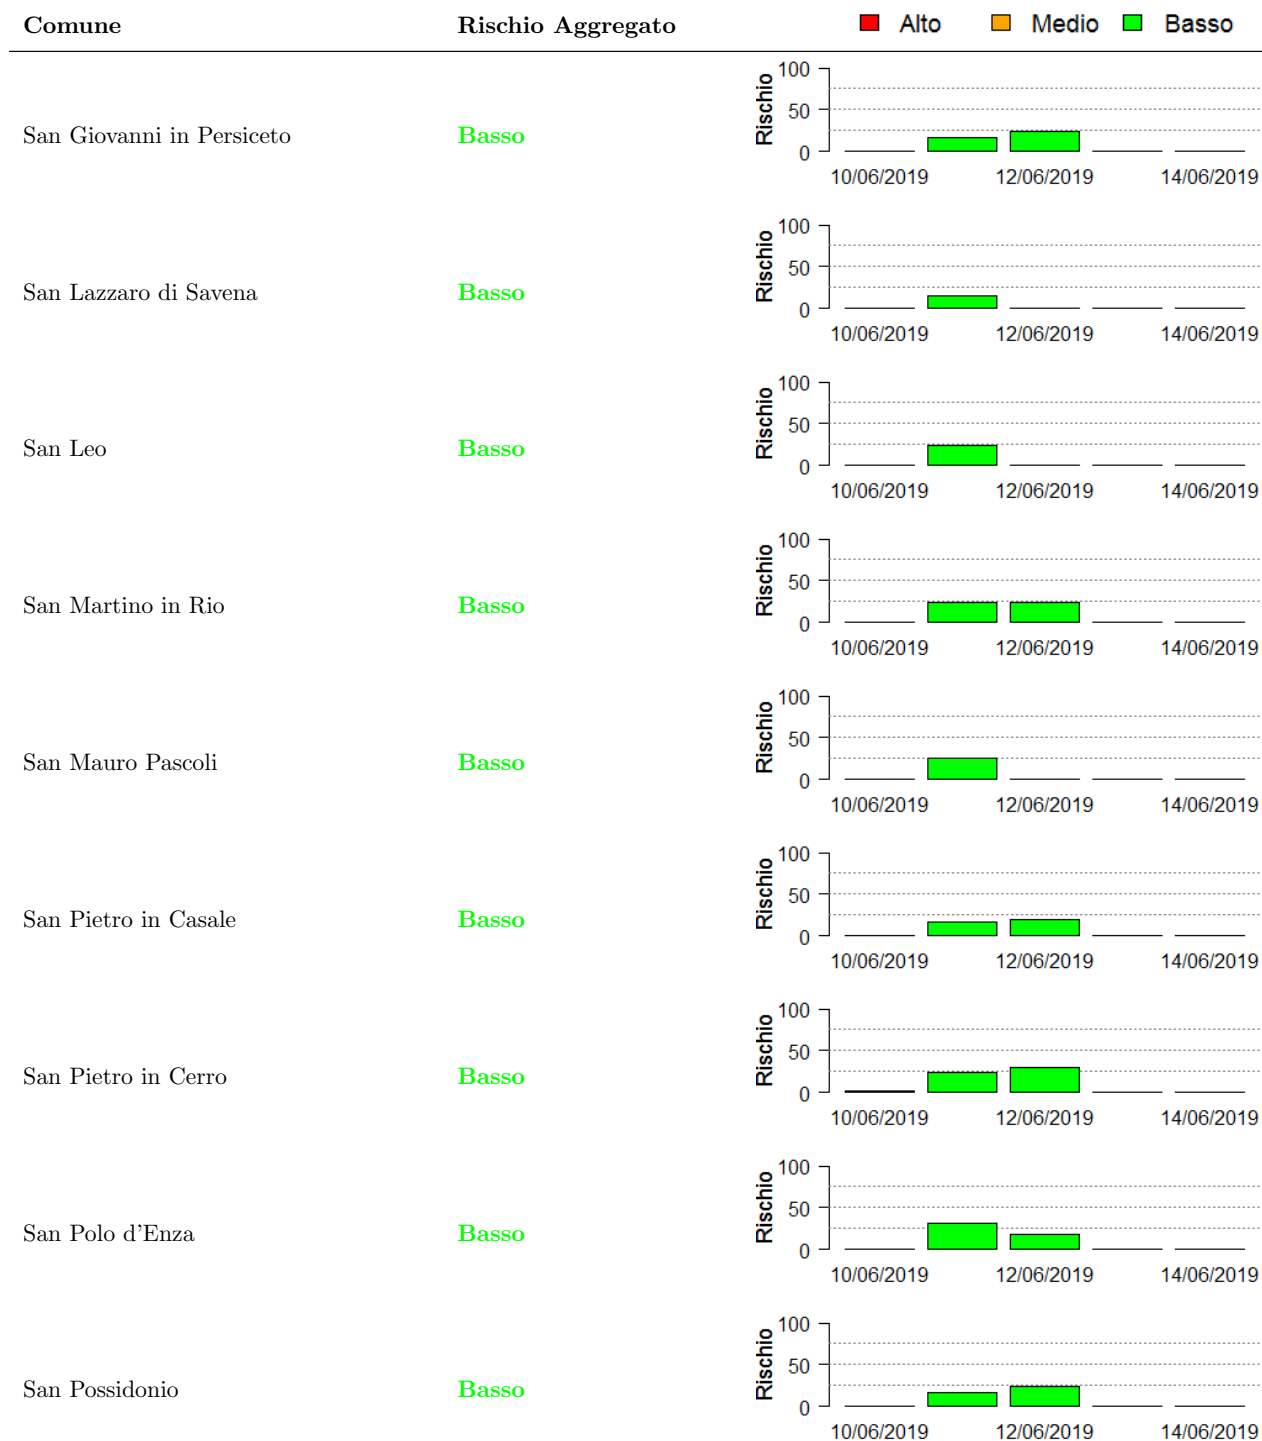 Comune Rischio Aggregato Alto Medio Basso
San Giovanni in Persiceto Basso Rischio 100 50 0
10/06/2019 12/06/2019 14/06/2019
San Lazzaro di Savena Basso Rischio 100 50 0
10/06/2019 12/06/2019 14/06/2019
San Leo Basso Rischio 100 50 0
10/06/2019 12/06/2019 14/06/2019
San Martino in Rio Basso Rischio 100 50 0
10/06/2019 12/06/2019 14/06/2019
San Mauro Pascoli Basso Rischio 100 50 0
10/06/2019 12/06/2019 14/06/2019
San Pietro in Casale Basso Rischio 100 50 0
10/06/2019 12/06/2019 14/06/2019
San Pietro in Cerro Basso Rischio 100 50 0
10/06/2019 12/06/2019 14/06/2019
San Polo d'Enza Basso Rischio 100 50 0
10/06/2019 12/06/2019 14/06/2019
San Possidonio Basso Rischio 100 50 0
10/06/2019 12/06/2019 14/06/2019